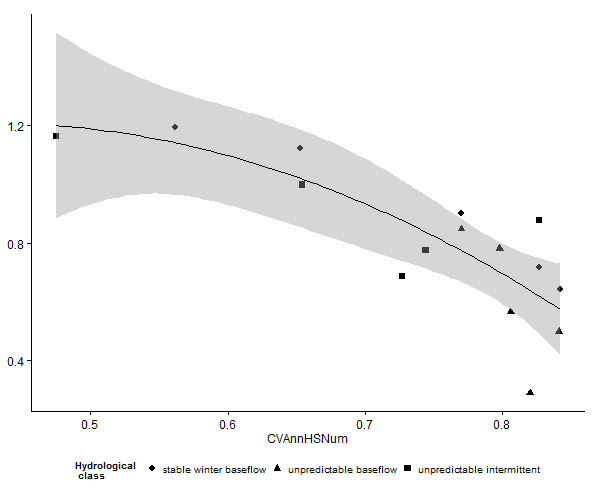 1.2
0.8
0.4
0.5 0.6 0.7 0.8
CVAnnHSNum
Hydrological class stable winter baseflow unpredictable baseflow unpredictable intermittent